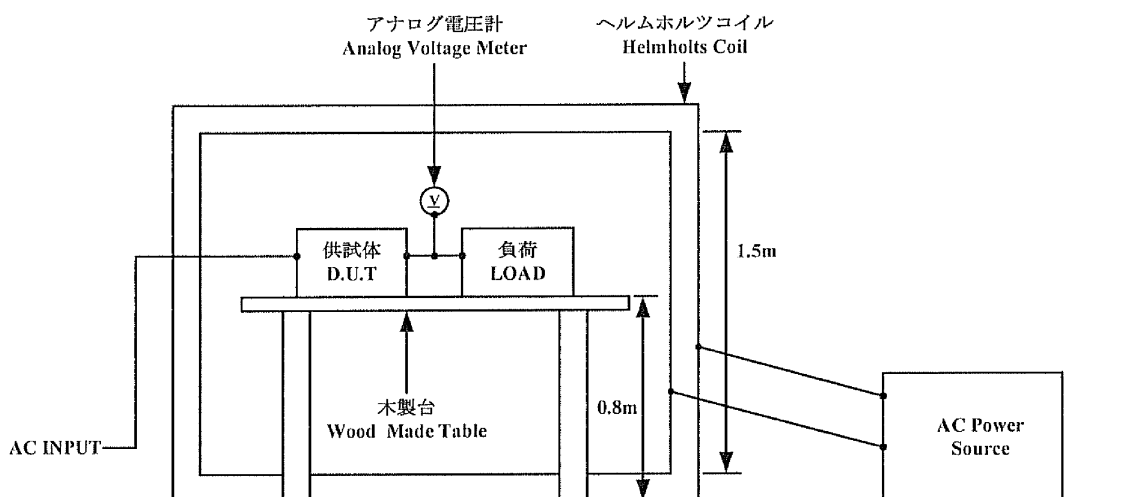 アナログ電圧計
Analog Voltage Meter
ヘルムホルツコイル
Helmholts Coil
V
供試体
D.U.T
負荷
LOAD
1.5m
木製台
Wood Made Table
0.8m
AC INPUT
AC Power
Source